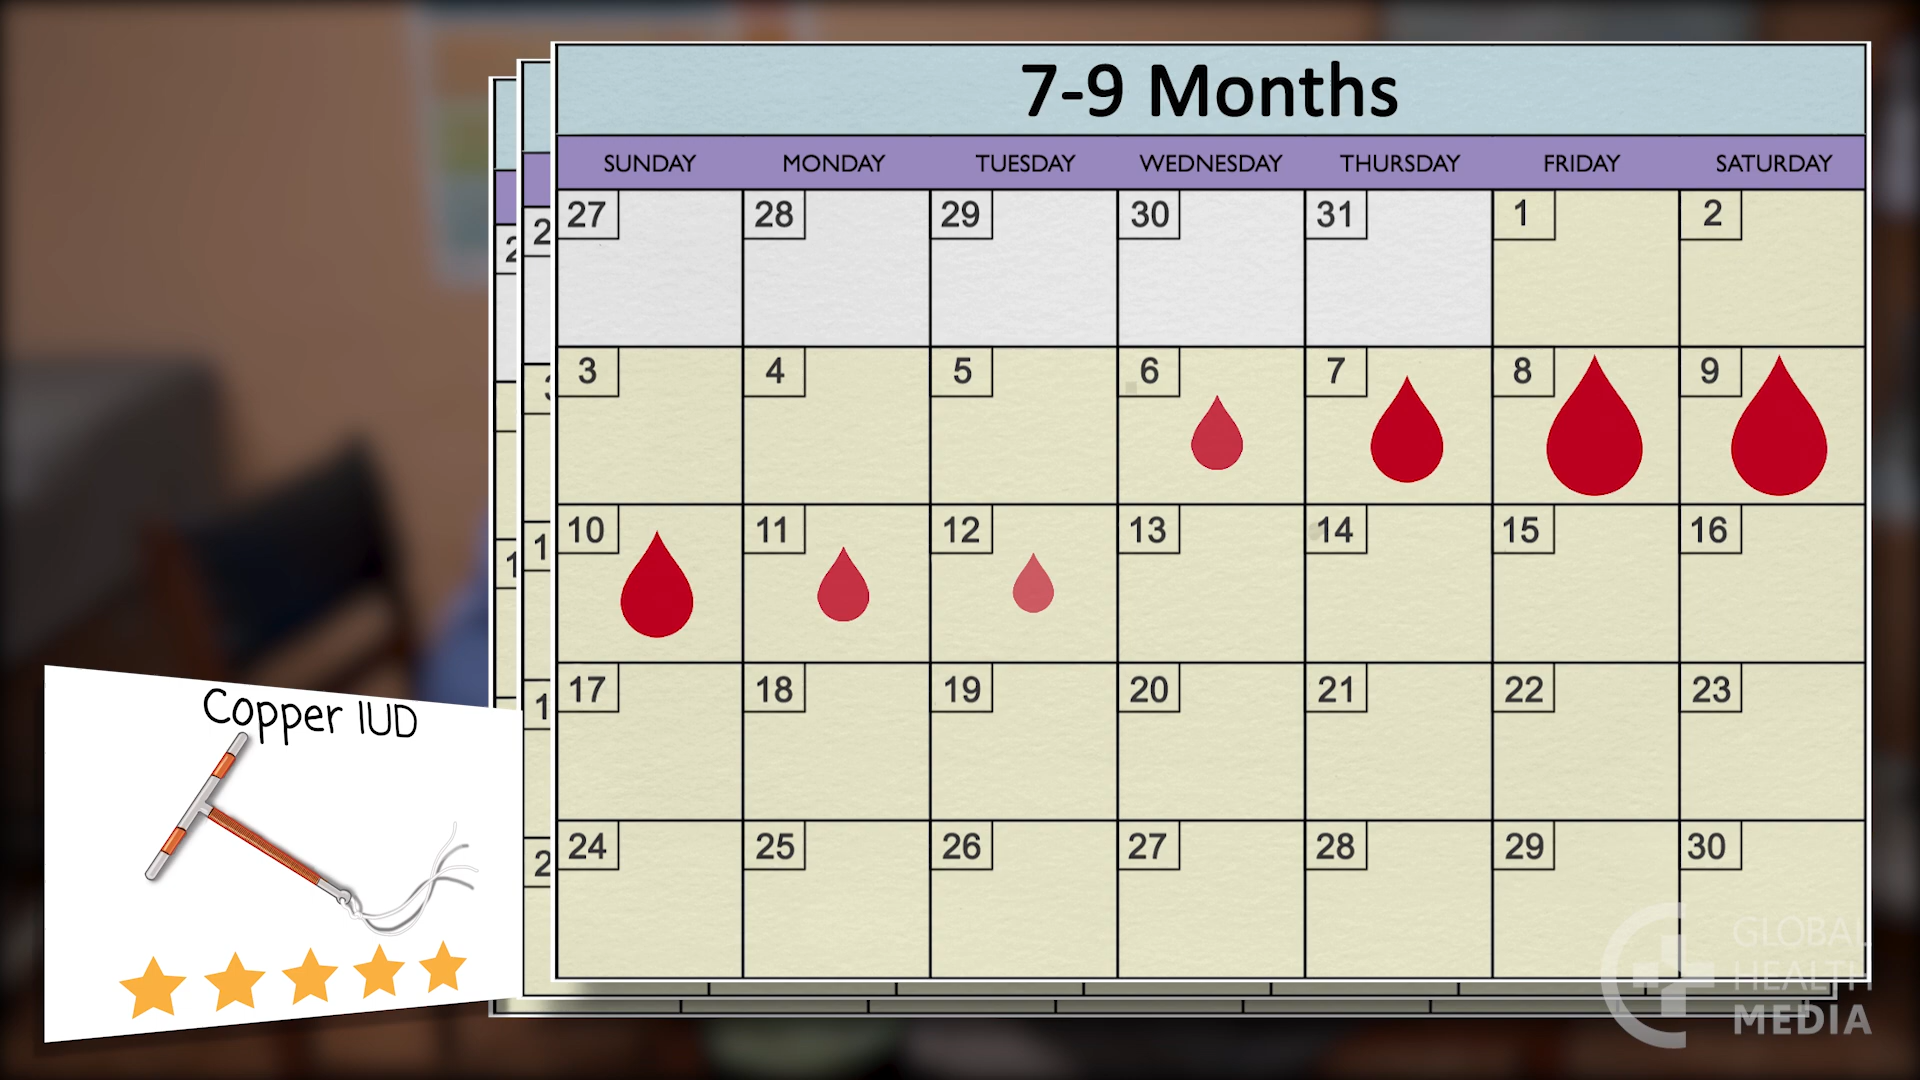 7-9 Months
SUNDAY MONDAY TUESDAY WEDNESDAY THURSDAY FRIDAY SATURDAY
27 28 29 30 31 1 2
3 4 5 6 7 8 9
10 11 12 13 14 15 16
17 18 19 20 21 22 23
24 25 26 27 28 29 30
Copper IUD
GLOBAL
HEALTH
MEDIA